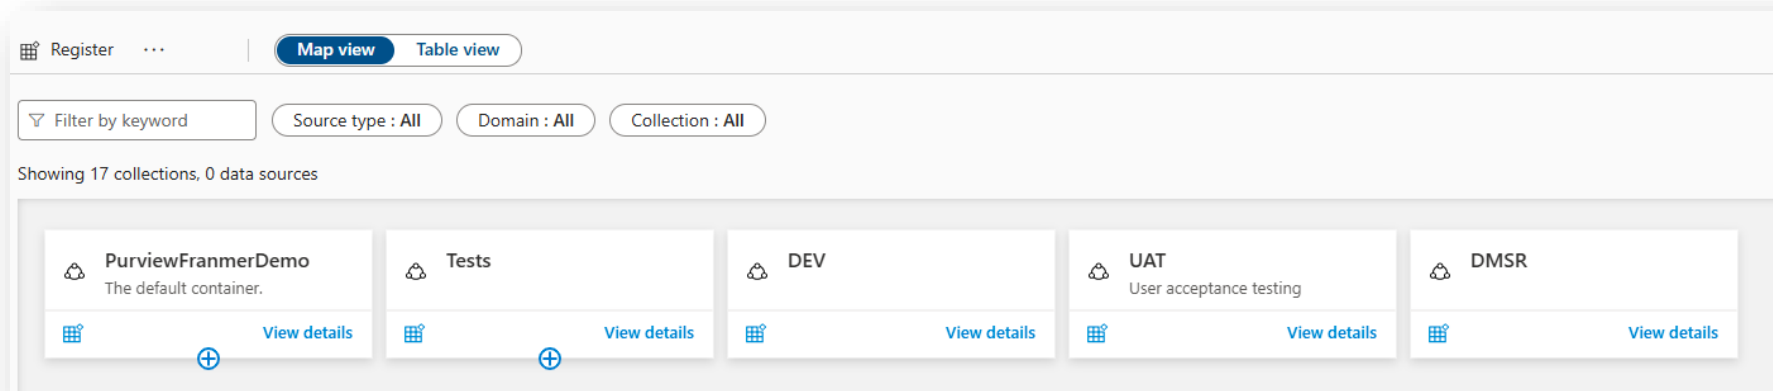 Register ...
Map view Table view
Filter by keyword
Source type : All
Domain : All
Collection : All
Showing 17 collections, 0 data sources
PurviewFranmerDemo
The default container.
View details
Tests
View details
DEV
View details
UAT
User acceptance testing
View details
DMSR
View details